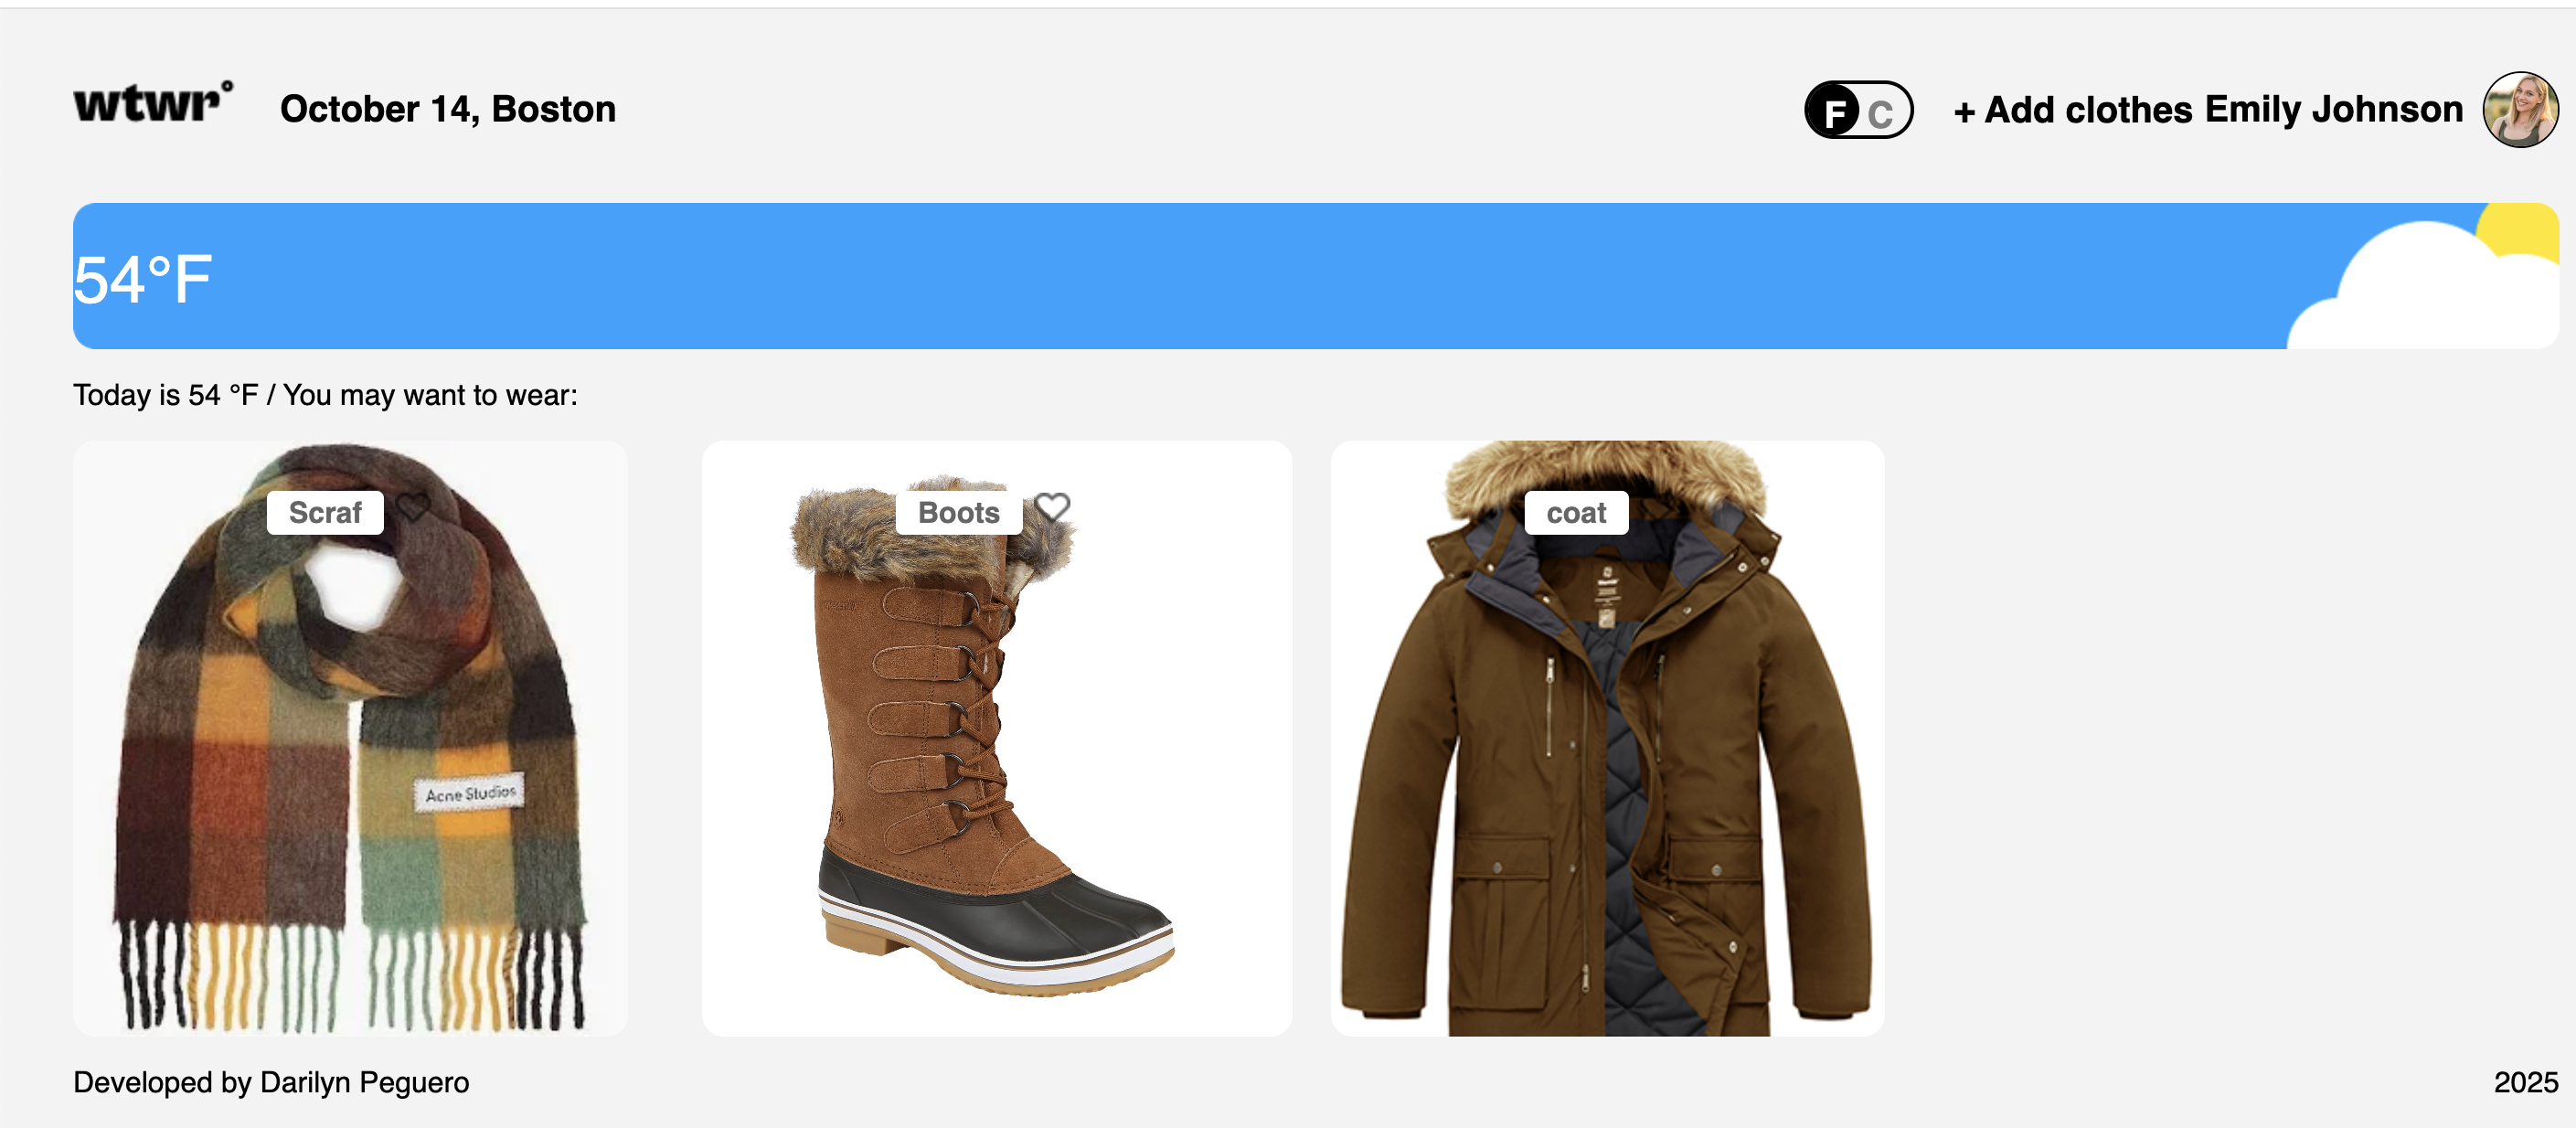 wtwr°
October 14, Boston
F C
+ Add clothes Emily Johnson
54°F
Today is 54 °F / You may want to wear:
Scraf
Boots
coat
Acne Studios
Developed by Darilyn Peguero
2025